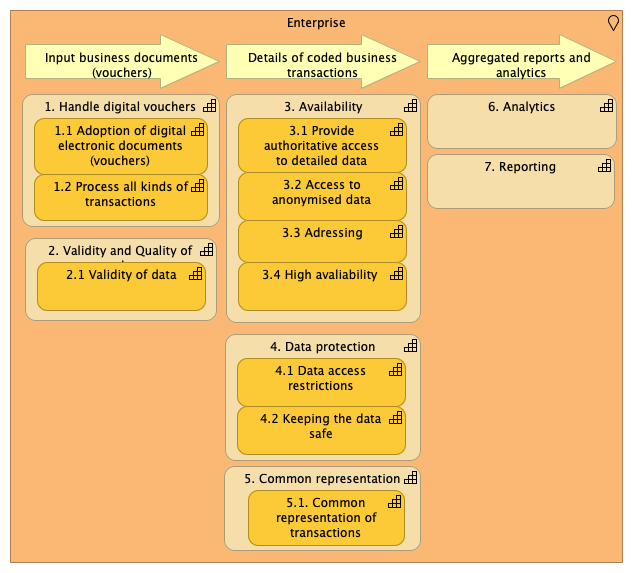 Enterprise
Input business documents
(vouchers)
Details of coded business
transactions
Aggregated reports and
analytics
1. Handle digital vouchers
1.1 Adoption of digital
electronic documents
(vouchers)
1.2 Process all kinds of
transactions
2. Validity and Quality of
2.1 Validity of data
3. Availability
3.1 Provide
authoritative access
to detailed data
3.2 Access to
anonymised data
3.3 Adressing
3.4 High avaliability
4. Data protection
4.1 Data access
restrictions
4.2 Keeping the data
safe
5. Common representation
5.1. Common
representation of
transactions
6. Analytics
7. Reporting